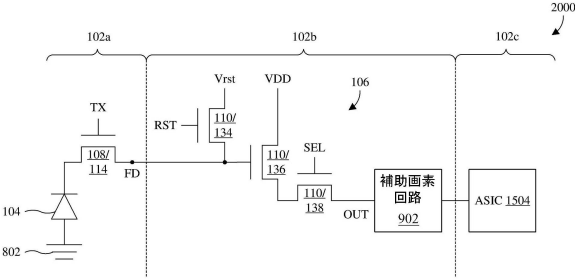 2000
102a
102b
102c
Vrst
VDD
106
TX
RST
110/
134
SEL
108/
114
FD
110/
136
110/
138
OUT
補助画素
回路
902
ASIC 1504
104
802